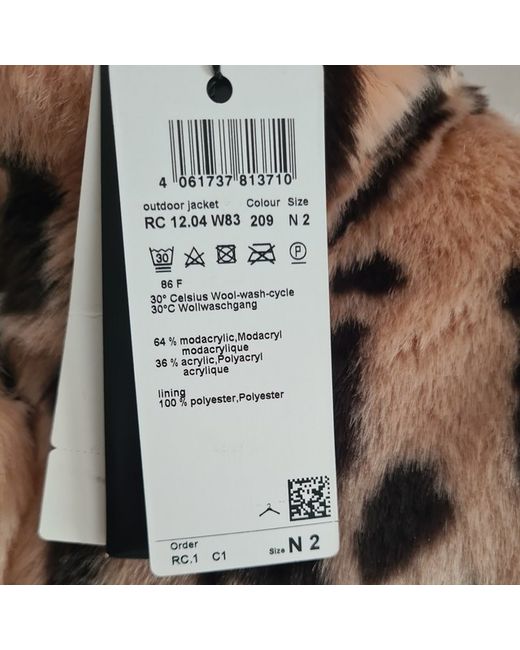 4 061737 813710
outdoor jacket Colour Size
RC 12.04 W83 209 N 2
30 P
86 F
30° Celsius Wool-wash-cycle
30°C Wollwaschgang
64 % modacrylic,Modacryl
modacrylique
36 % acrylic,Polyacryl
acrylique
lining
100 % polyester,Polyester
Order
RC.1 C1 Size N 2